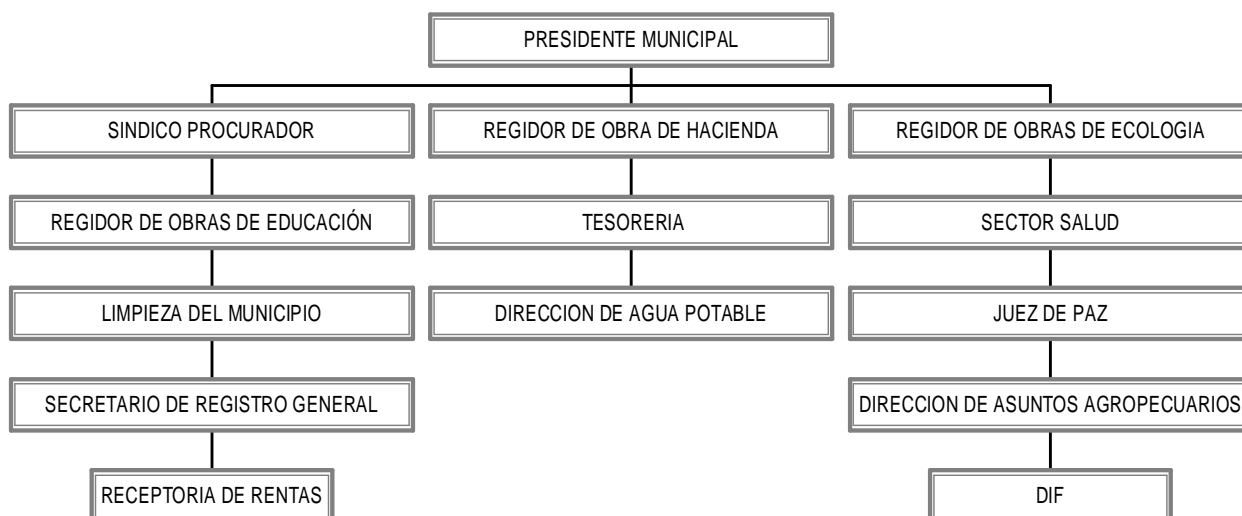 PRESIDENTE MUNICIPAL
SINDICO PROCURADOR
REGIDOR DE OBRA DE HACIENDA
REGIDOR DE OBRAS DE ECOLOGIA
REGIDOR DE OBRAS DE EDUCACIÓN
TESORERIA
SECTOR SALUD
LIMPIEZA DEL MUNICIPIO
DIRECCION DE AGUA POTABLE
JUEZ DE PAZ
SECRETARIO DE REGISTRO GENERAL
DIRECCION DE ASUNTOS AGROPECUARIOS
RECEPTORIA DE RENTAS
DIF